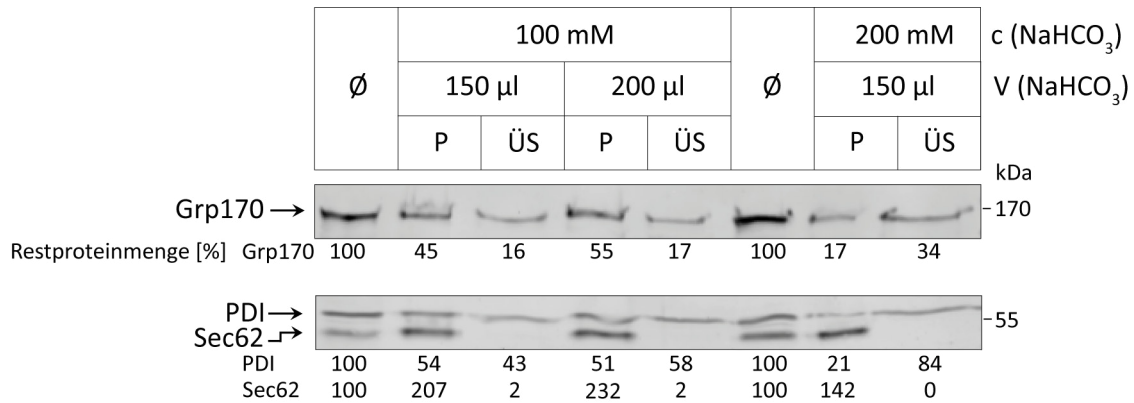 100 mM 200 mM c (NaHCO₃)
Ø 150 µl 200 µl Ø 150 µl V (NaHCO₃)
P ÜS P ÜS P ÜS
kDa
Grp170 170
Restproteinmenge [%] Grp170 100 45 16 55 17 100 17 34
PDI
Sec62 55
PDI 100 54 43 51 58 100 21 84
Sec62 100 207 2 232 2 100 142 0